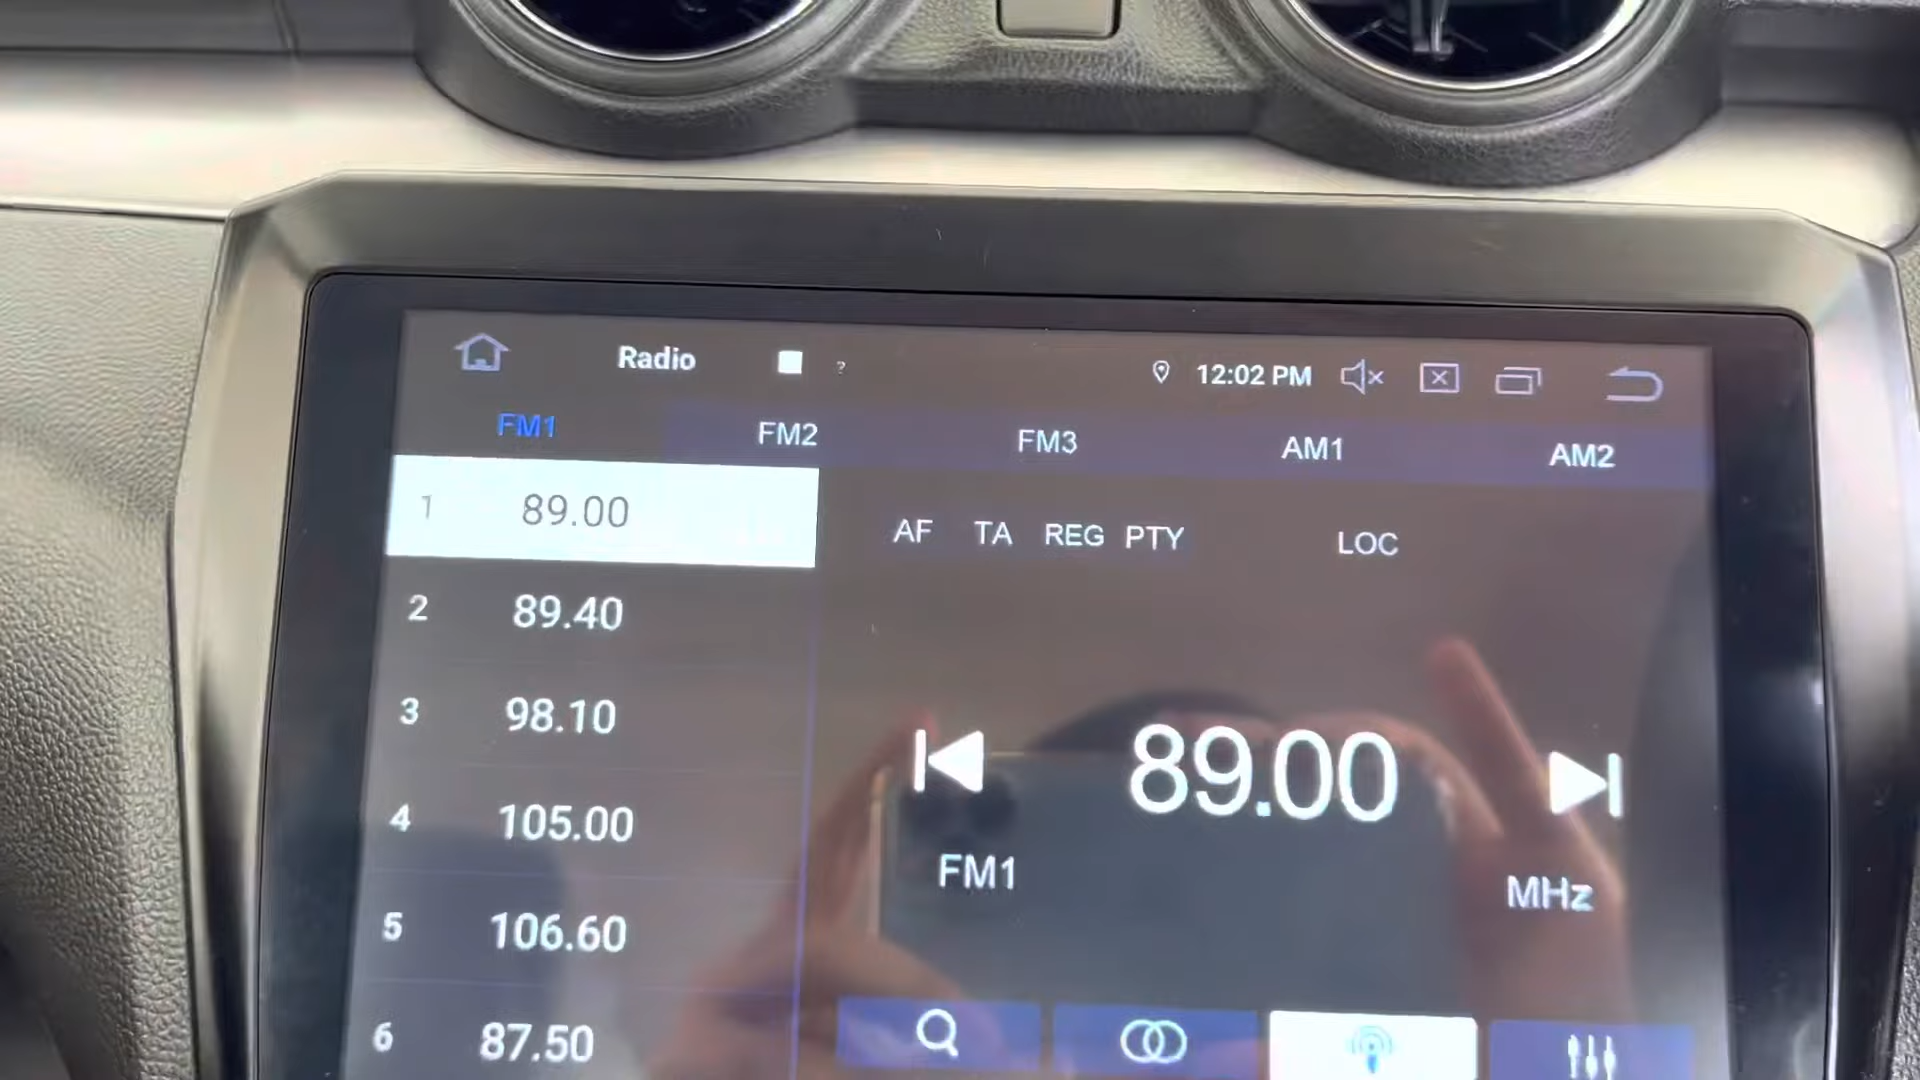 Radio ? 12:02 PM
FM1 FM2 FM3 AM1 AM2
1 89.00
AF TA REG PTY LOC
2 89.40
3 98.10
89.00
4 105.00
FM1 MHz
5 106.60
6 87.50